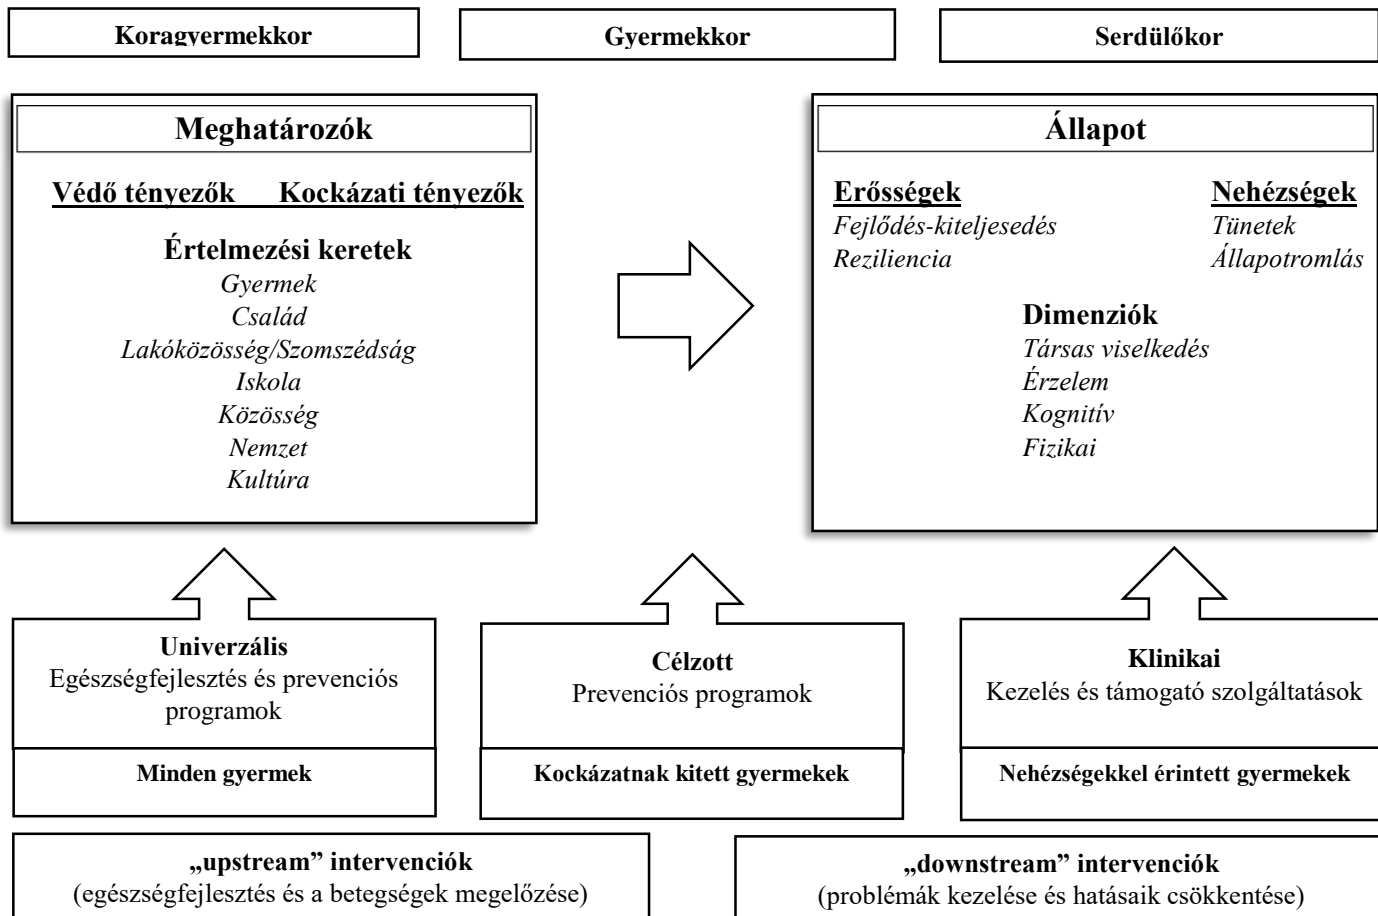 Koragyermekkor
Gyermekkor
Serdülőkor
Meghatározók
Védő tényezők Kockázati tényezők
Értelmezési keretek
Gyermek
Család
Lakóközösség/Szomszédság
Iskola
Közösség
Nemzet
Kultúra
Állapot
Erősségek
Fejlődés-kiteljesedés
Reziliencia
Nehézségek
Tünetek
Állapotromlás
Dimenziók
Társas viselkedés
Érzelem
Kognitív
Fizikai
Univerzális
Egészségfejlesztés és prevenciós
programok
Minden gyermek
Célzott
Prevenciós programok
Kockázatnak kitett gyermekek
Klinikai
Kezelés és támogató szolgáltatások
Nehézségekkel érintett gyermekek
„upstream” intervenciók
(egészségfejlesztés és a betegségek megelőzése)
„downstream” intervenciók
(problémák kezelése és hatásaik csökkentése)